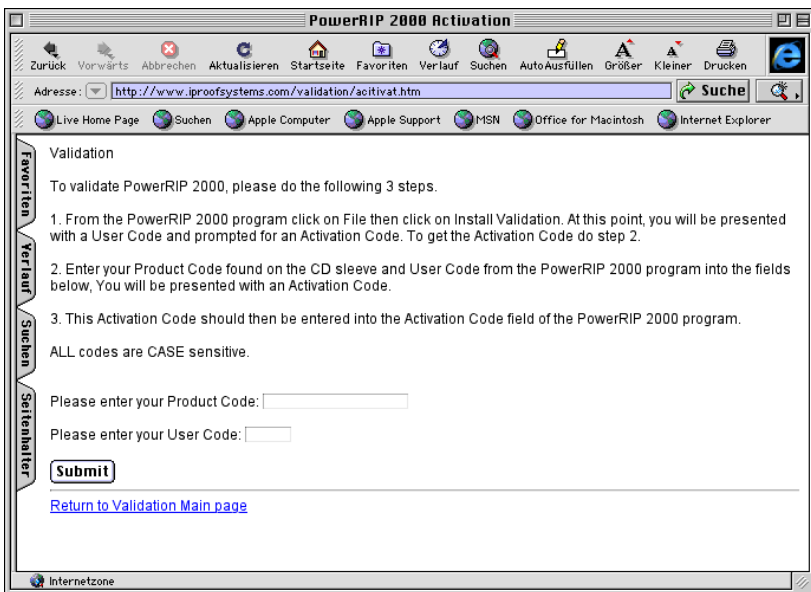 PowerRIP 2000 Activation
Zurück Vorwärts Abbrechen Aktualisieren Startseite Favoriten Verlauf Suchen AutoAusfüllen Größer Kleiner Drucken
Adresse: http://www.iproofsystems.com/validation/acitivat.htm Suche
Live Home Page Suchen Apple Computer Apple Support MSN Office for Macintosh Internet Explorer
Favoriten
Verlauf
Suchen
Seitenhalter
Validation
To validate PowerRIP 2000, please do the following 3 steps.
1. From the PowerRIP 2000 program click on File then click on Install Validation. At this point, you will be presented
with a User Code and prompted for an Activation Code. To get the Activation Code do step 2.
2. Enter your Product Code found on the CD sleeve and User Code from the PowerRIP 2000 program into the fields
below, You will be presented with an Activation Code.
3. This Activation Code should then be entered into the Activation Code field of the PowerRIP 2000 program.
ALL codes are CASE sensitive.
Please enter your Product Code:
Please enter your User Code:
Submit
Return to Validation Main page
Internetzone